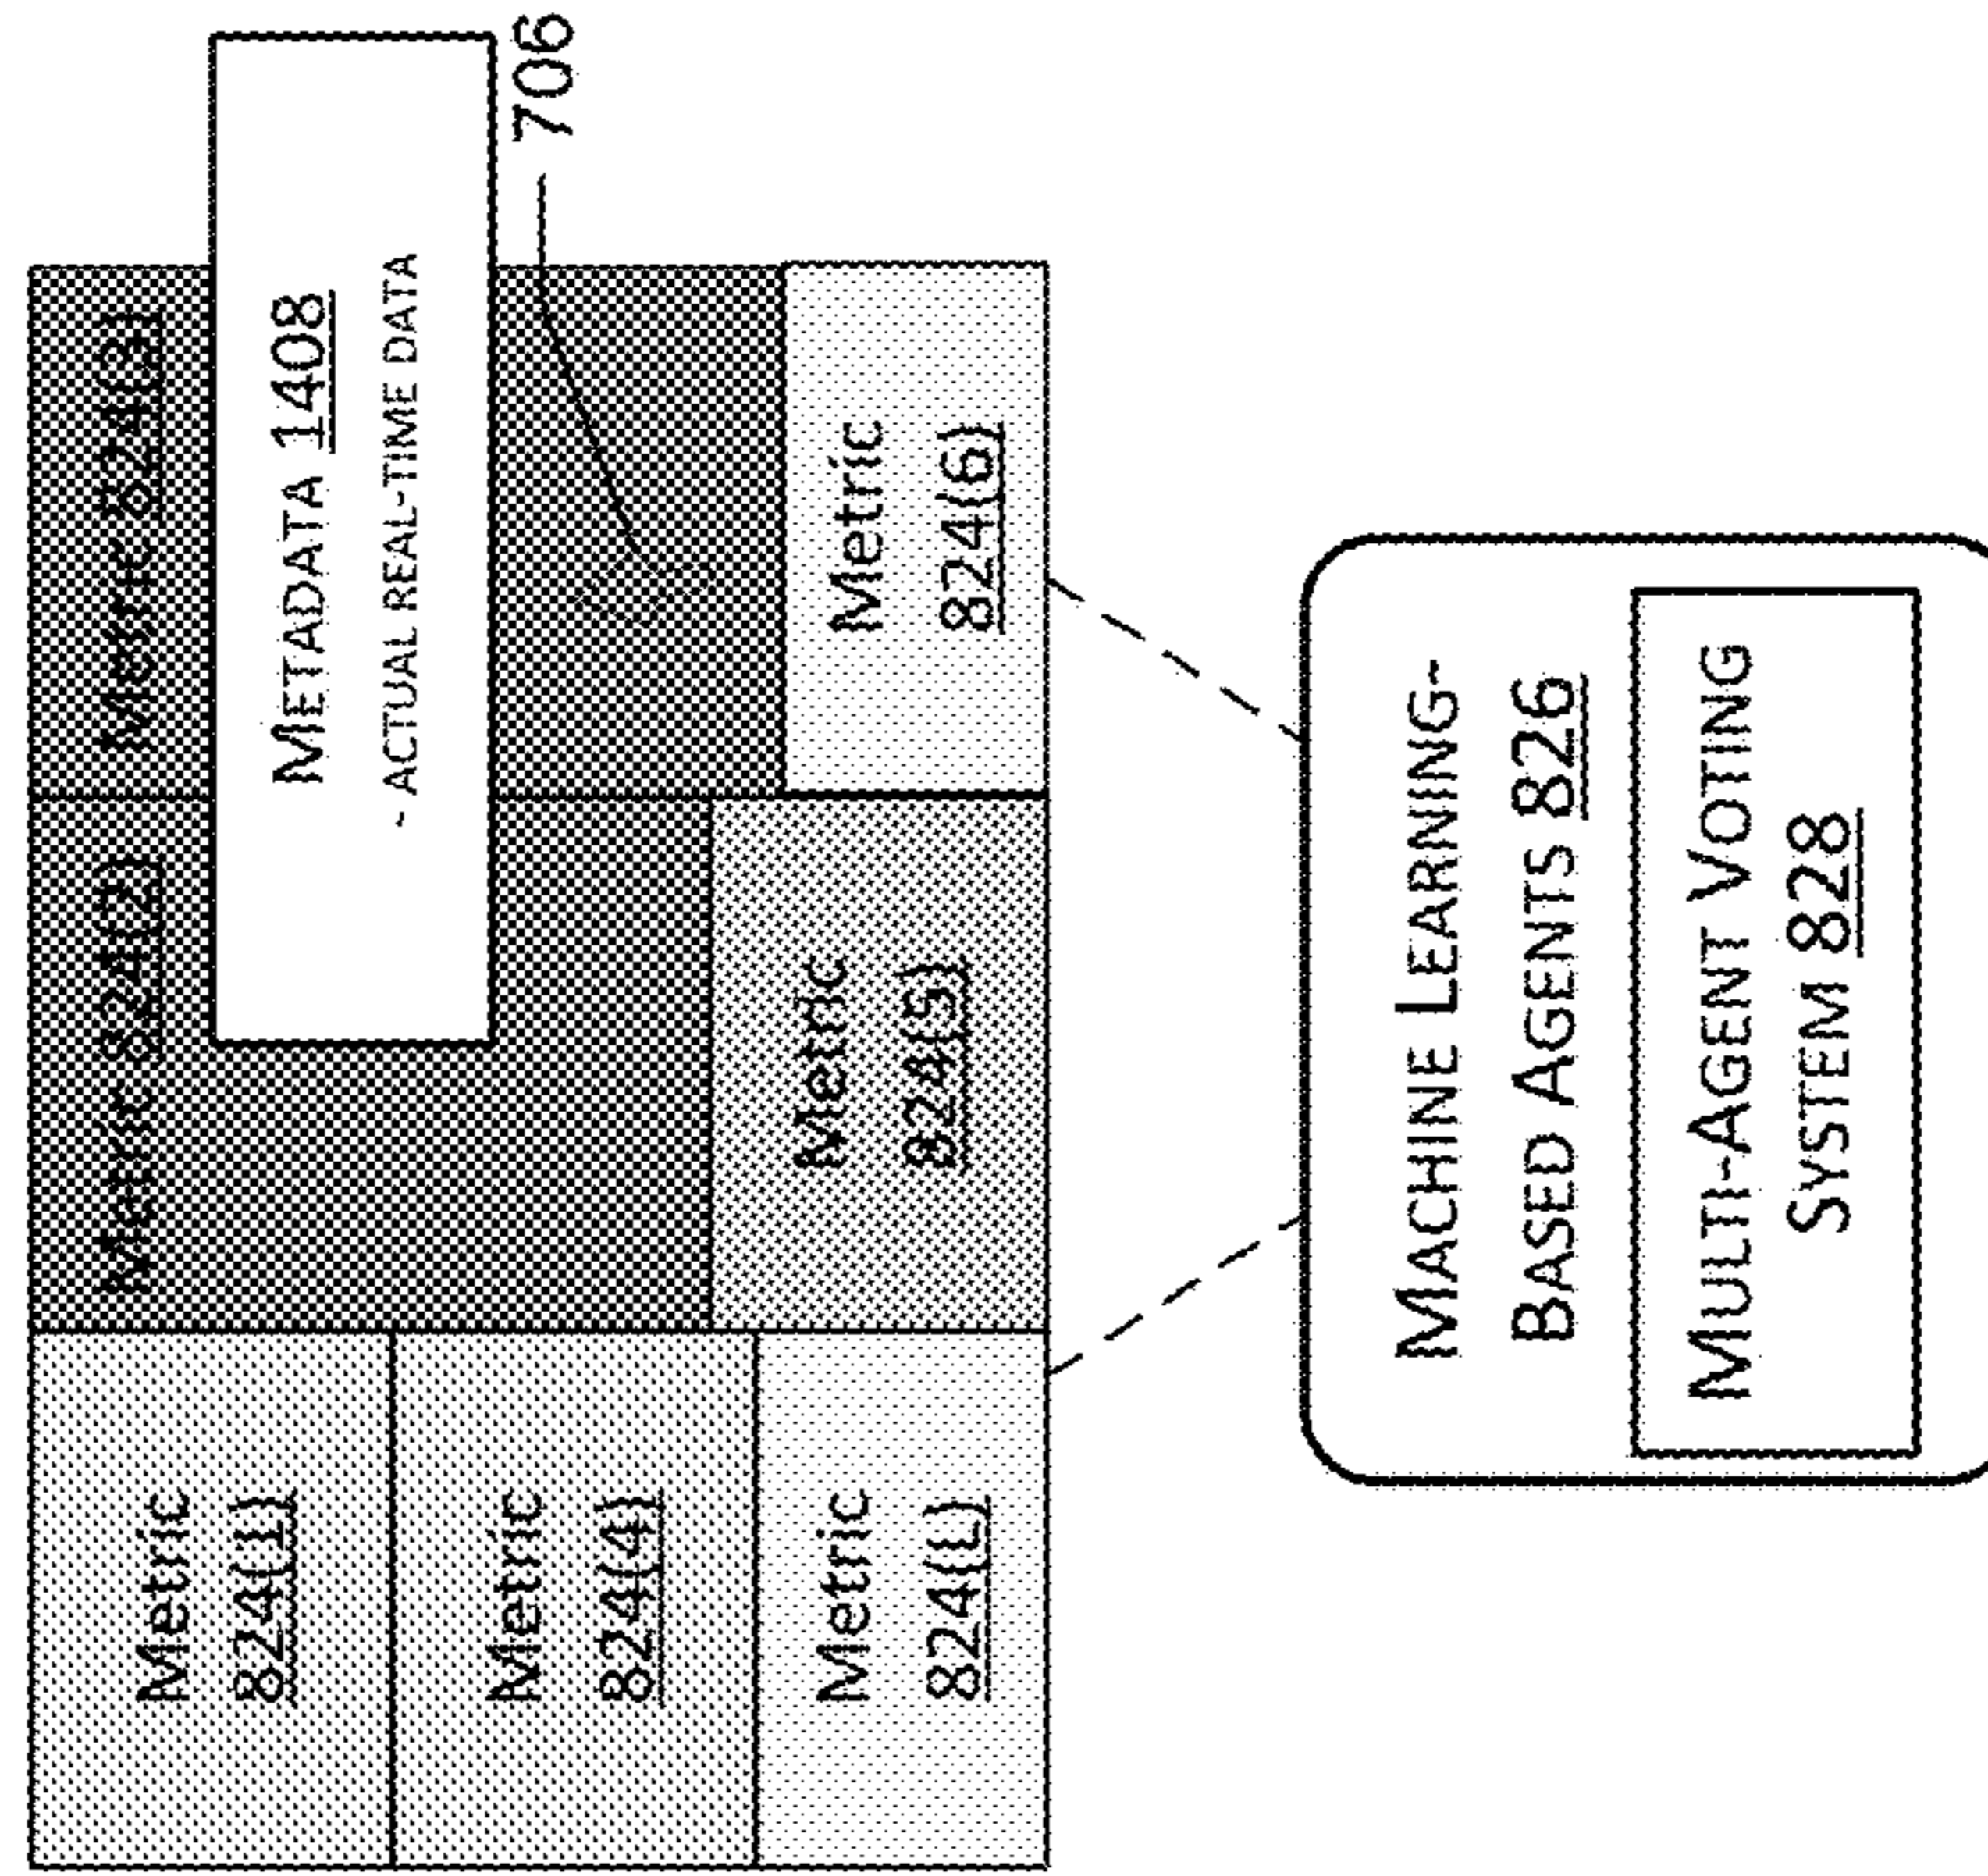 Metric
824(1)
Metric 824(2)
Metric 824(3)
METADATA 1408
- ACTUAL REAL-TIME DATA
706
Metric
824(4)
Metric
824(5)
Metric
824(6)
Metric
824(L)
MACHINE LEARNING-
BASED AGENTS 826
MULTI-AGENT VOTING
SYSTEM 828